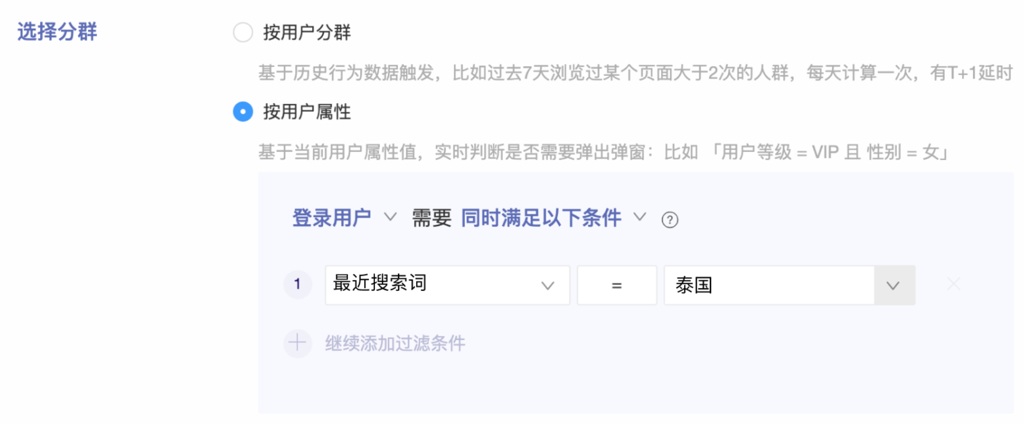 选择分群
按用户分群
基于历史行为数据触发，比如过去7天浏览过某个页面大于2次的人群，每天计算一次，有T+1延时
按用户属性
基于当前用户属性值，实时判断是否需要弹出弹窗：比如 「用户等级 = VIP 且 性别 = 女」
登录用户 需要 同时满足以下条件 ?
1 最近搜索词 = 泰国
继续添加过滤条件